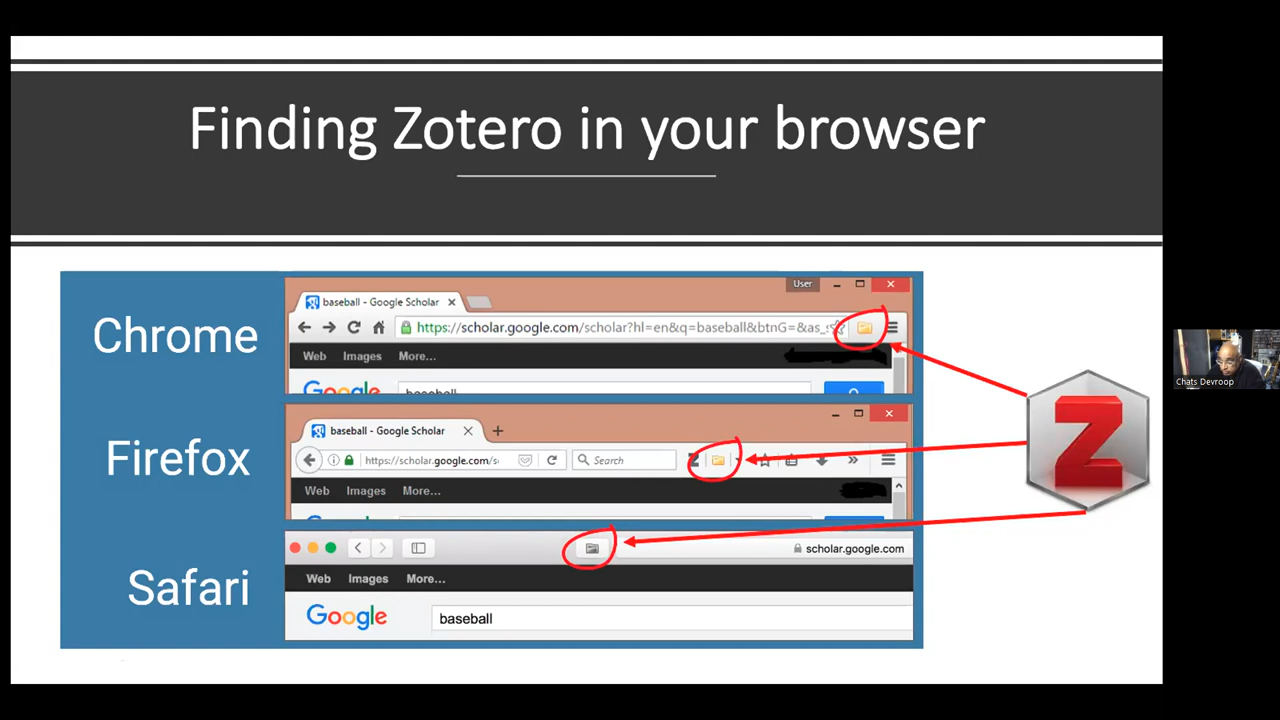 Finding Zotero in your browser
Chrome
User
baseball - Google Scholar
https://scholar.google.com/scholar?hl=en&q=baseball&btnG=&as_s
Web Images More...
Google
baseball
Firefox
baseball - Google Scholar
https://scholar.google.com/s
Search
Web Images More...
Safari
scholar.google.com
Web Images More...
Google
baseball
Z
Chats Devroop